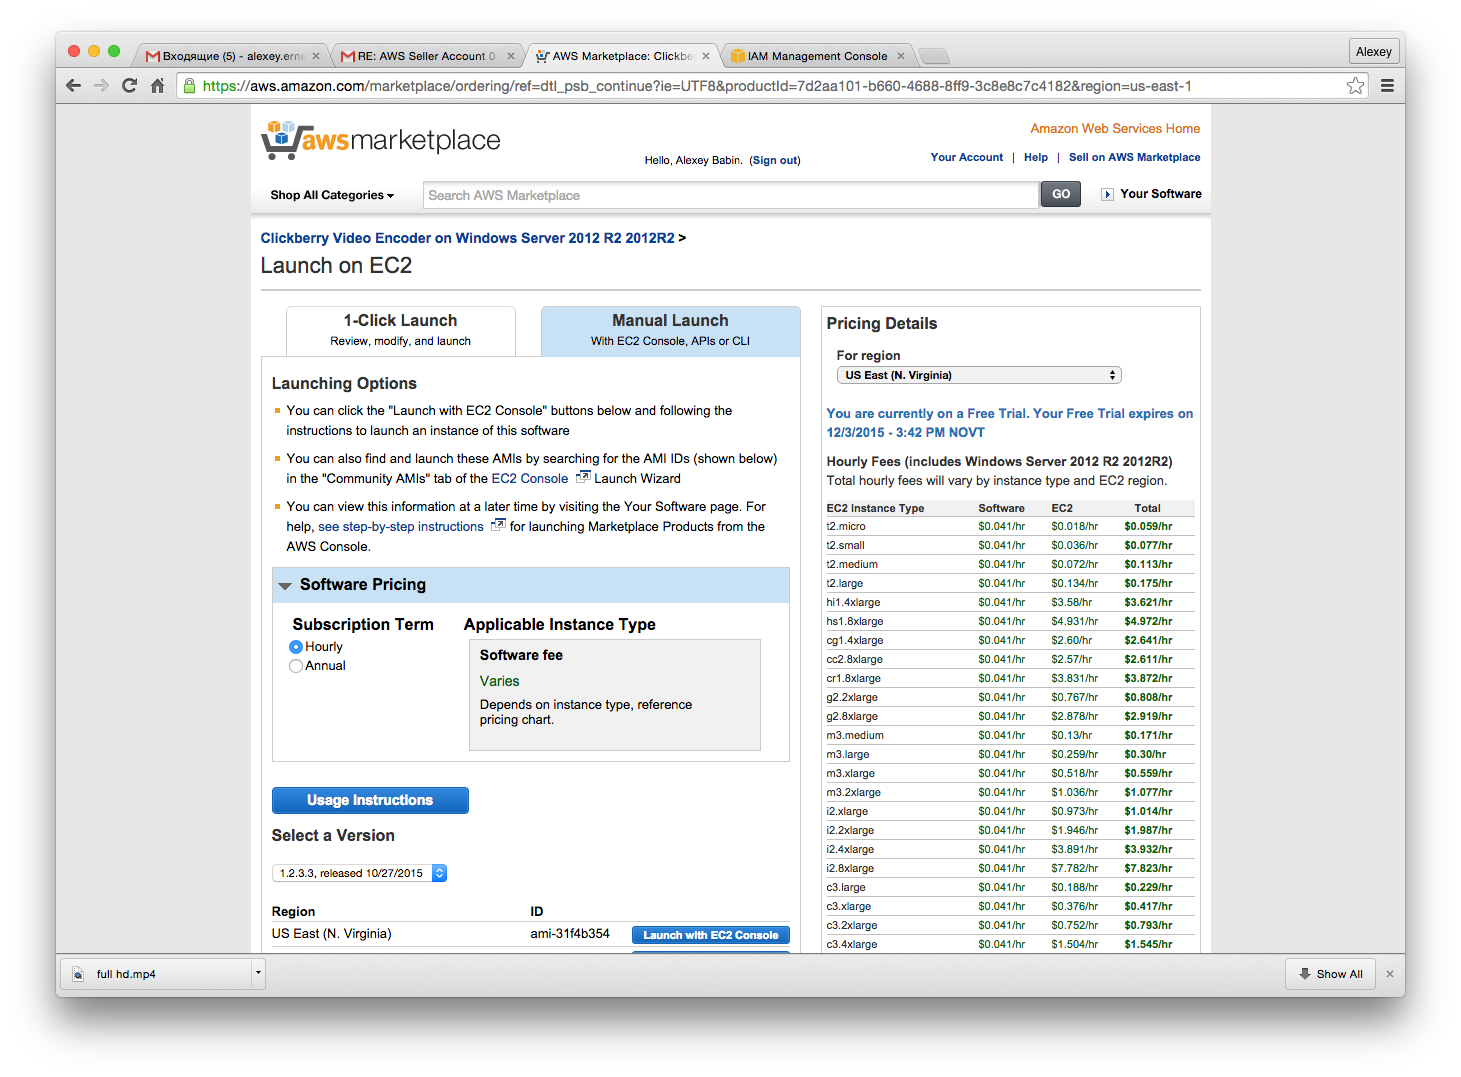 Входящие (5) - alexey.erne
RE: AWS Seller Account 0
AWS Marketplace: Clickbe
IAM Management Console
Alexey
https://aws.amazon.com/marketplace/ordering/ref=dtl_psb_continue?ie=UTF8&productId=7d2aa101-b660-4688-8ff9-3c8e8c7c4182&region=us-east-1
awsmarketplace
Amazon Web Services Home
Hello, Alexey Babin. (Sign out)
Your Account | Help | Sell on AWS Marketplace
Shop All Categories
Search AWS Marketplace
GO
Your Software
Clickberry Video Encoder on Windows Server 2012 R2 2012R2 >
Launch on EC2
1-Click Launch
Review, modify, and launch
Manual Launch
With EC2 Console, APIs or CLI
Launching Options
You can click the "Launch with EC2 Console" buttons below and following the
instructions to launch an instance of this software
You can also find and launch these AMIs by searching for the AMI IDs (shown below)
in the "Community AMIs" tab of the EC2 Console Launch Wizard
You can view this information at a later time by visiting the Your Software page. For
help, see step-by-step instructions for launching Marketplace Products from the
AWS Console.
Software Pricing
Subscription Term
Hourly
Annual
Applicable Instance Type
Software fee
Varies
Depends on instance type, reference
pricing chart.
Usage Instructions
Select a Version
1.2.3.3, released 10/27/2015
Region ID
US East (N. Virginia) ami-31f4b354 Launch with EC2 Console
Pricing Details
For region
US East (N. Virginia)
You are currently on a Free Trial. Your Free Trial expires on
12/3/2015 - 3:42 PM NOVT
Hourly Fees (includes Windows Server 2012 R2 2012R2)
Total hourly fees will vary by instance type and EC2 region.
EC2 Instance Type Software EC2 Total
t2.micro $0.041/hr $0.018/hr $0.059/hr
t2.small $0.041/hr $0.036/hr $0.077/hr
t2.medium $0.041/hr $0.072/hr $0.113/hr
t2.large $0.041/hr $0.134/hr $0.175/hr
hi1.4xlarge $0.041/hr $3.58/hr $3.621/hr
hs1.8xlarge $0.041/hr $4.931/hr $4.972/hr
cg1.4xlarge $0.041/hr $2.60/hr $2.641/hr
cc2.8xlarge $0.041/hr $2.57/hr $2.611/hr
cr1.8xlarge $0.041/hr $3.831/hr $3.872/hr
g2.2xlarge $0.041/hr $0.767/hr $0.808/hr
g2.8xlarge $0.041/hr $2.878/hr $2.919/hr
m3.medium $0.041/hr $0.13/hr $0.171/hr
m3.large $0.041/hr $0.259/hr $0.30/hr
m3.xlarge $0.041/hr $0.518/hr $0.559/hr
m3.2xlarge $0.041/hr $1.036/hr $1.077/hr
i2.xlarge $0.041/hr $0.973/hr $1.014/hr
i2.2xlarge $0.041/hr $1.946/hr $1.987/hr
i2.4xlarge $0.041/hr $3.891/hr $3.932/hr
i2.8xlarge $0.041/hr $7.782/hr $7.823/hr
c3.large $0.041/hr $0.188/hr $0.229/hr
c3.xlarge $0.041/hr $0.376/hr $0.417/hr
c3.2xlarge $0.041/hr $0.752/hr $0.793/hr
c3.4xlarge $0.041/hr $1.504/hr $1.545/hr
full hd.mp4
Show All